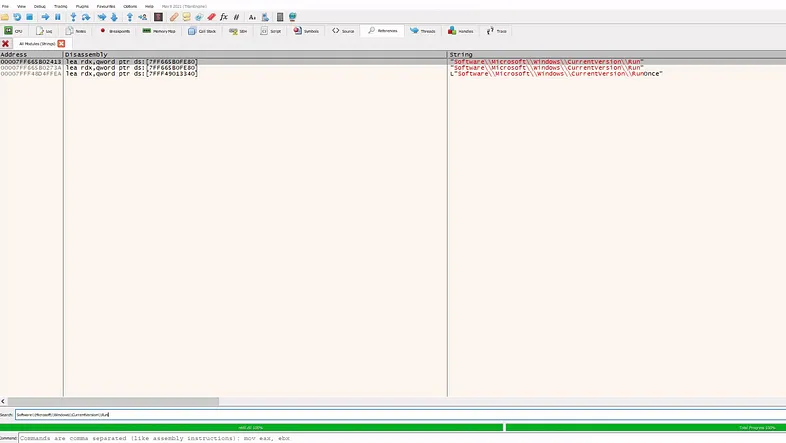 File View Debug Tracing Plugins Favourites Options Help March 2021 (TitanEngine)
CPU Log Notes Breakpoints Memory Map Call Stack SEH Script Symbols Source References Threads Handles Trace
All Modules (Strings)
Address Disassembly String
00007FF665B02413 lea rdx,qword ptr ds:[7FF665B0FE80] "Software\\Microsoft\\Windows\\CurrentVersion\\Run"
00007FF665B0273A lea rdx,qword ptr ds:[7FF665B0FE80] "Software\\Microsoft\\Windows\\CurrentVersion\\Run"
00007FFF48D4FFEA lea rdx,qword ptr ds:[7FFF49013340] L"Software\\Microsoft\\Windows\\CurrentVersion\\RunOnce"
Search: Software\\Microsoft\\Windows\\CurrentVersion\\Run
100% Total Progress 100%
Command: Commands are comma separated (like assembly instructions): mov eax, ebx